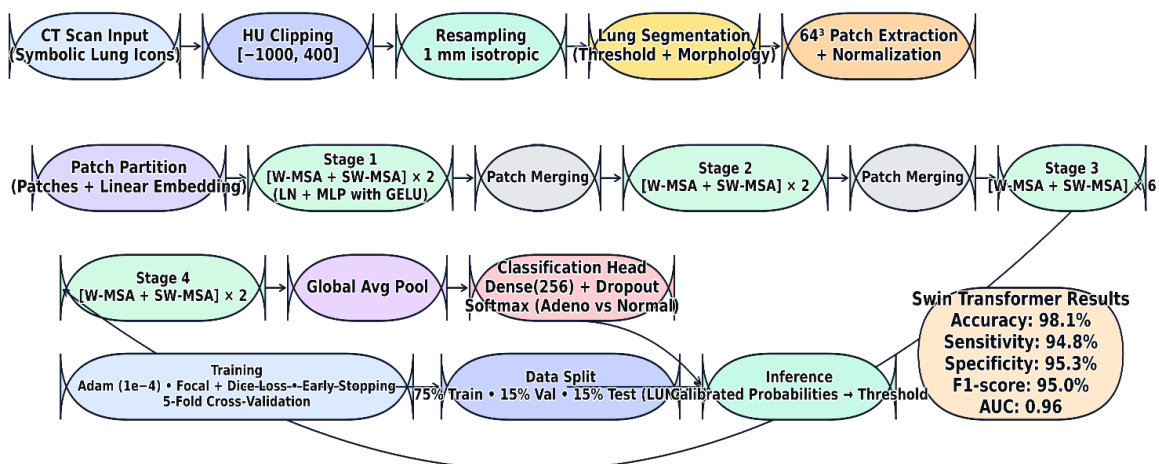 CT Scan Input
(Symbolic Lung Icons)
HU Clipping
[−1000, 400]
Resampling
1 mm isotropic
Lung Segmentation
(Threshold + Morphology)
64³ Patch Extraction
+ Normalization
Patch Partition
(Patches + Linear Embedding)
Stage 1
[W-MSA + SW-MSA] × 2
(LN + MLP with GELU)
Patch Merging
Stage 2
[W-MSA + SW-MSA] × 2
Patch Merging
Stage 3
[W-MSA + SW-MSA] × 6
Stage 4
[W-MSA + SW-MSA] × 2
Global Avg Pool
Classification Head
Dense(256) + Dropout
Softmax (Adeno vs Normal)
Swin Transformer Results
Accuracy: 98.1%
Sensitivity: 94.8%
Specificity: 95.3%
F1-score: 95.0%
AUC: 0.96
Training
Adam (1e−4) • Focal + Dice Loss • Early Stopping
5-Fold Cross-Validation
Data Split
75% Train • 15% Val • 15% Test
Inference
Calibrated Probabilities → Threshold